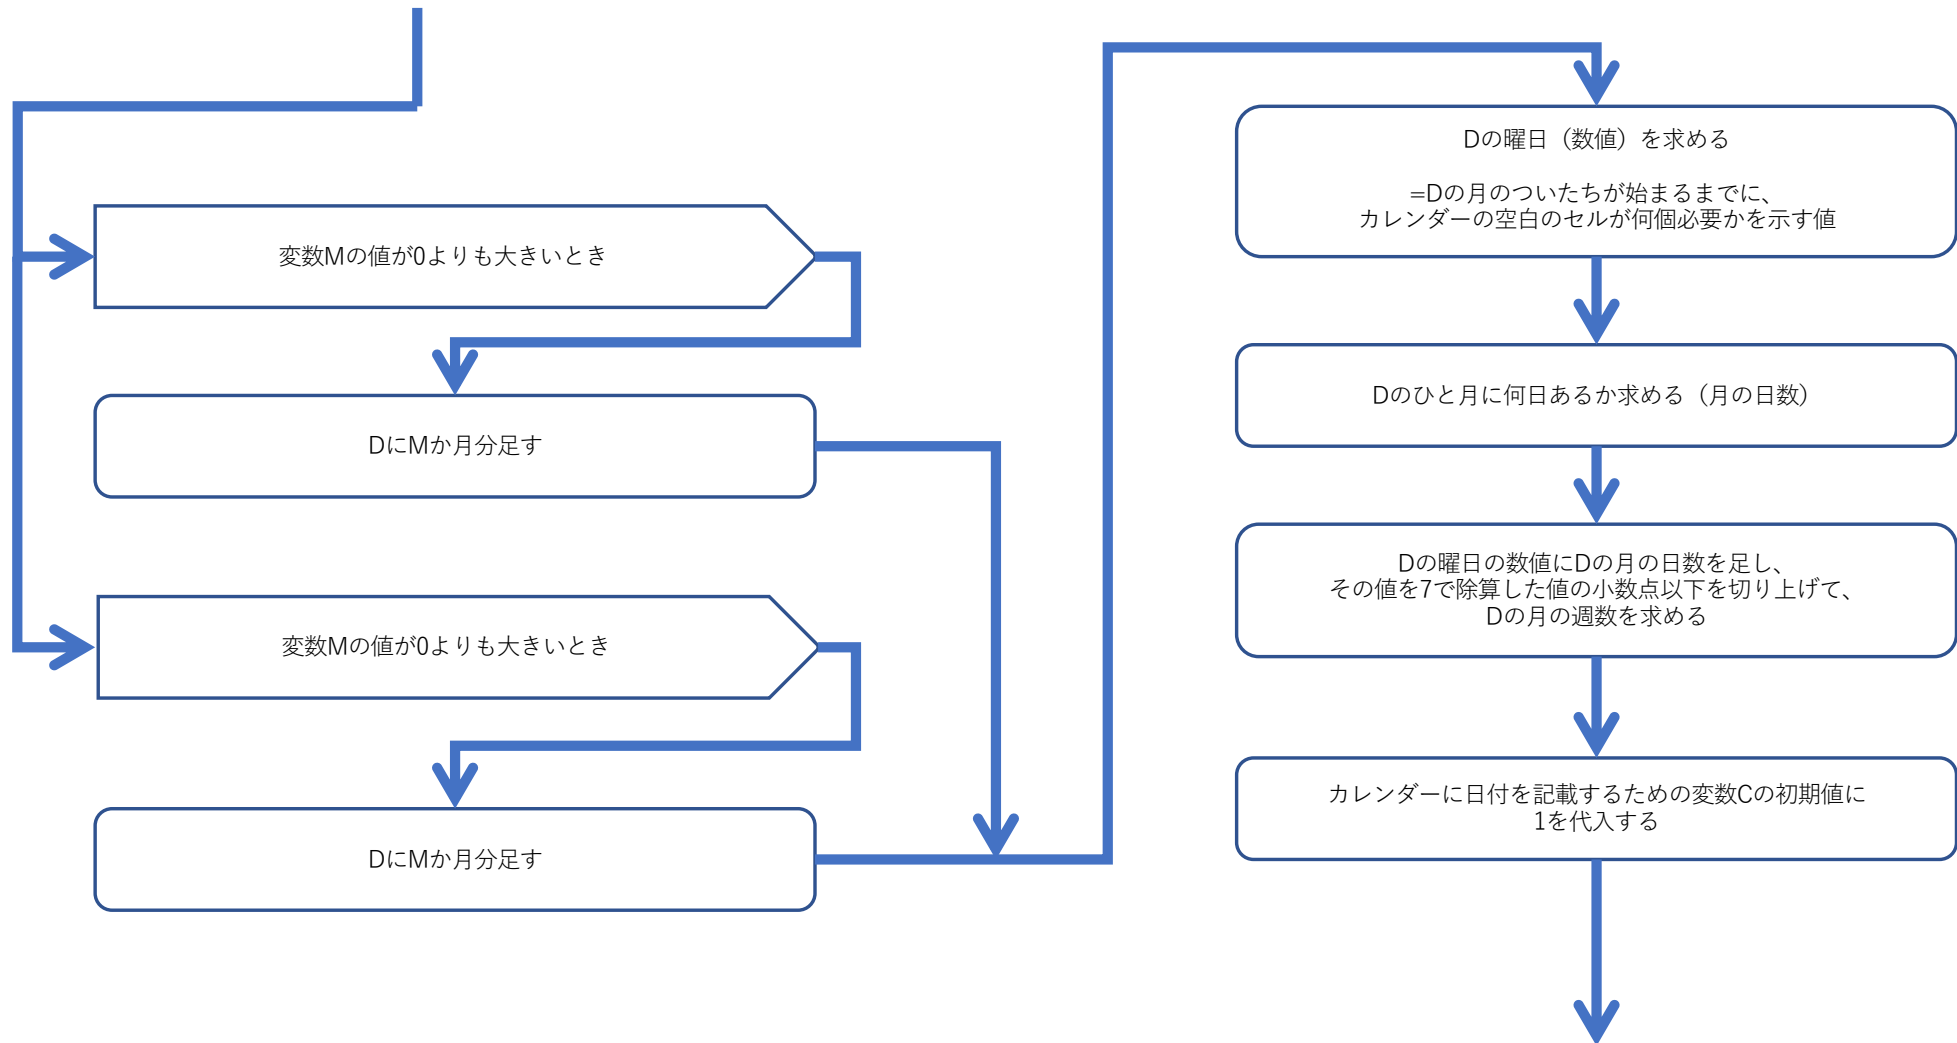 変数Mの値が0よりも大きいとき
DにMか月分足す
変数Mの値が0よりも大きいとき
DにMか月分足す
Dの曜日（数値）を求める
=Dの月のついたちが始まるまでに、
カレンダーの空白のセルが何個必要かを示す値
Dのひと月に何日あるか求める（月の日数）
Dの曜日の数値にDの月の日数を足し、
その値を7で除算した値の小数点以下を切り上げて、
Dの月の週数を求める
カレンダーに日付を記載するための変数Cの初期値に
1を代入する